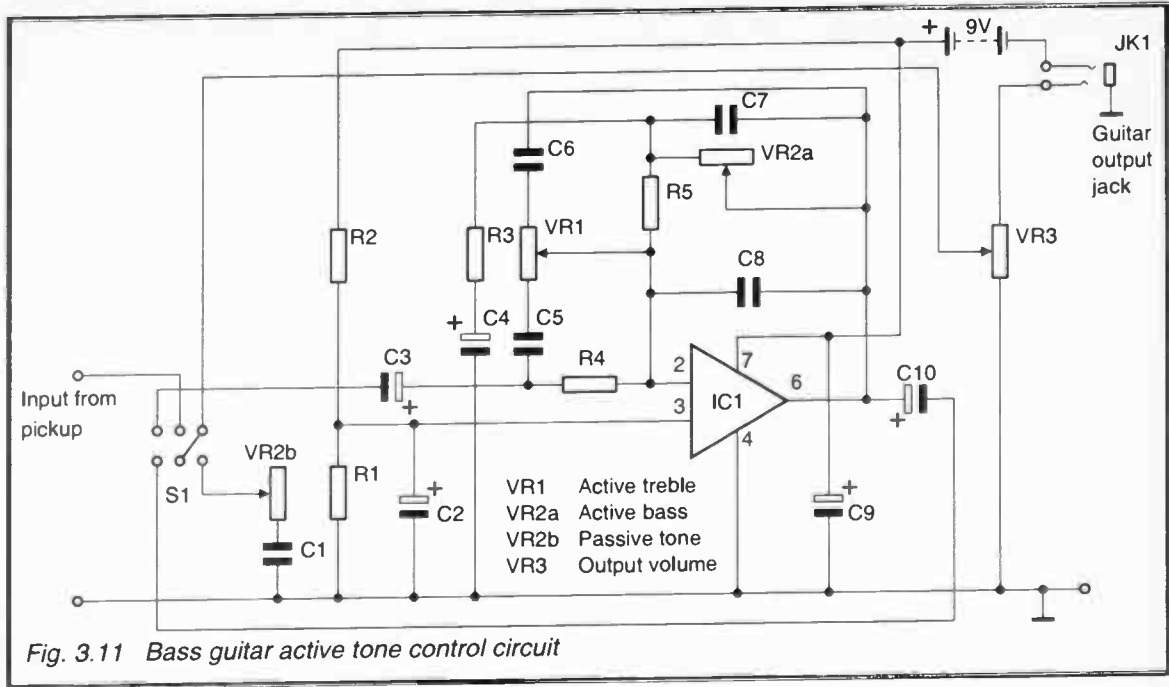 + 9V
JK1
C7
Guitar
output
jack
C6
VR2a
R5
R2
R3
VR1
VR3
C8
+
C4
C5
C3
R4
7
Input from
pickup
+
2
6
C10
3
IC1
4
+
VR2b
S1
R1
+
C2
+
C9
C1
VR1 Active treble
VR2a Active bass
VR2b Passive tone
VR3 Output volume
Fig. 3.11 Bass guitar active tone control circuit